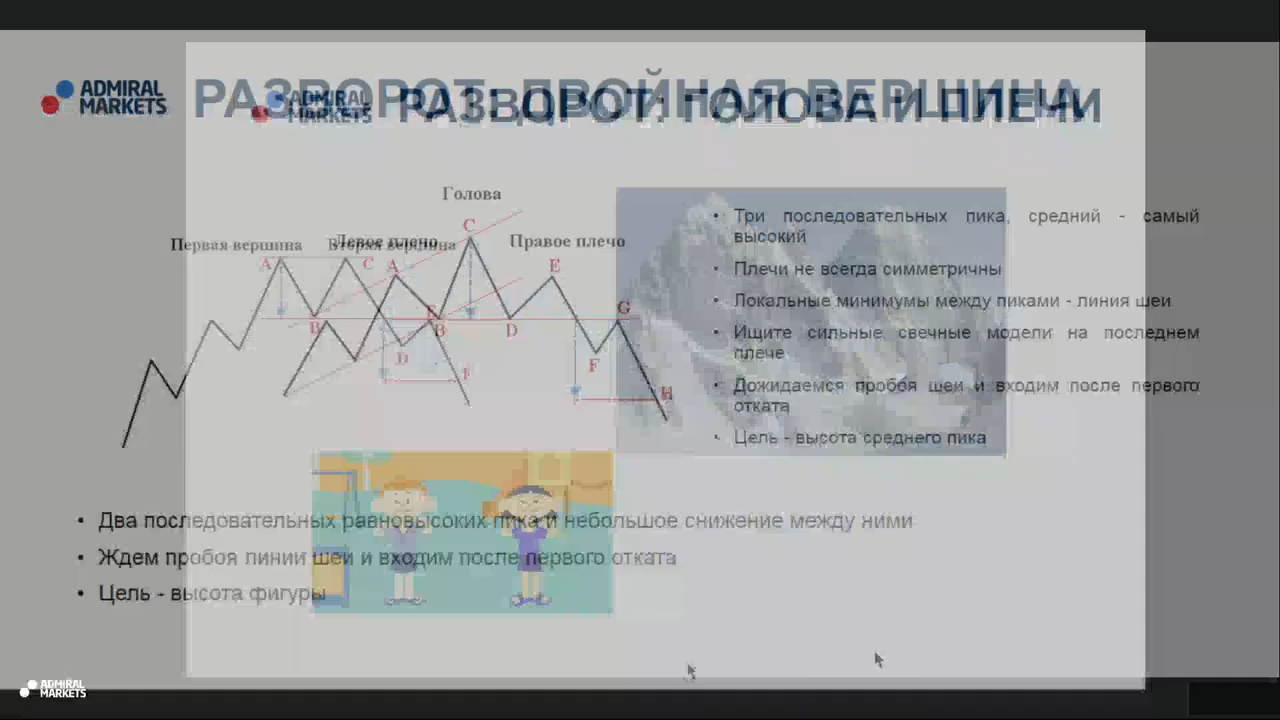 ADMIRAL
MARKETS
РАЗВОРОТ: ДВОЙНАЯ ВЕРШИНА
ADMIRAL
MARKETS
РАЗВОРОТ: ГОЛОВА И ПЛЕЧИ
Голова
Первая вершина
Вторая вершина
Левое плечо
Правое плечо
A
C
A
C
E
B
E
B
D
G
D
F
F
H
• Три последовательных пика, средний - самый
высокий
• Плечи не всегда симметричны
• Локальные минимумы между пиками - линия шеи
• Ищите сильные свечные модели на последнем
плече
• Дожидаемся пробоя шеи и входим после первого
отката
• Цель - высота среднего пика
• Два последовательных равновысоких пика и небольшое снижение между ними
• Ждем пробоя линии шеи и входим после первого отката
• Цель - высота фигуры
ADMIRAL
MARKETS